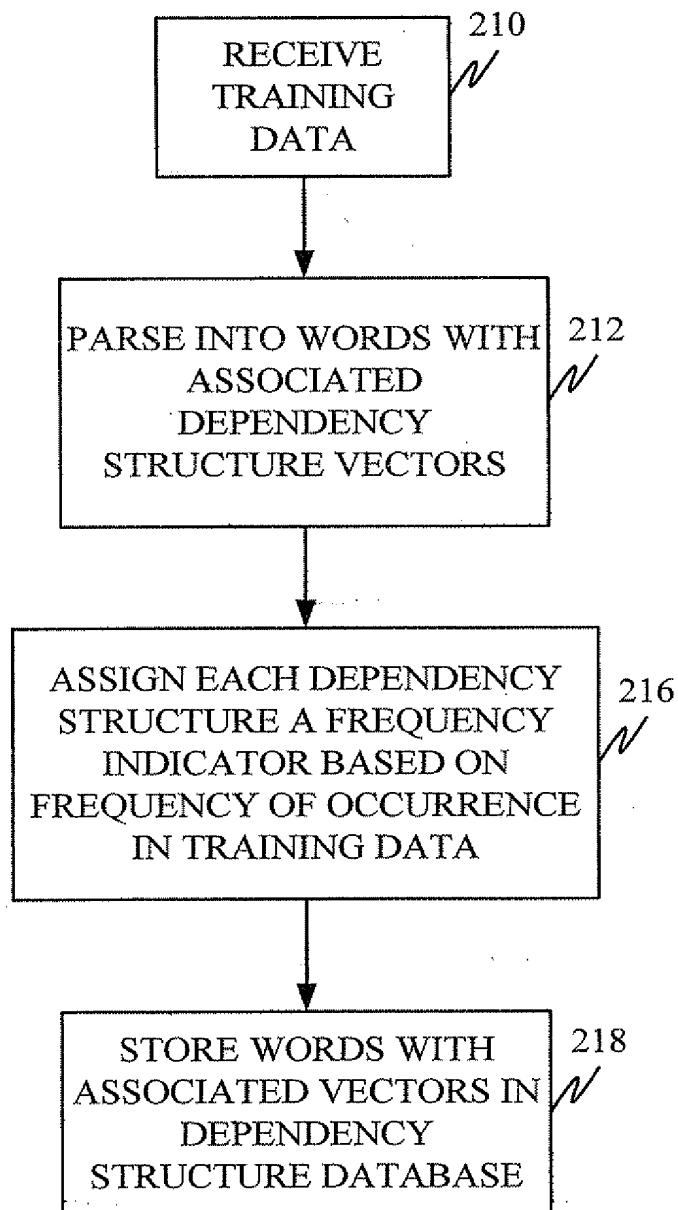 210
RECEIVE
TRAINING
DATA
212
PARSE INTO WORDS WITH
ASSOCIATED
DEPENDENCY
STRUCTURE VECTORS
216
ASSIGN EACH DEPENDENCY
STRUCTURE A FREQUENCY
INDICATOR BASED ON
FREQUENCY OF OCCURRENCE
IN TRAINING DATA
218
STORE WORDS WITH
ASSOCIATED VECTORS IN
DEPENDENCY
STRUCTURE DATABASE